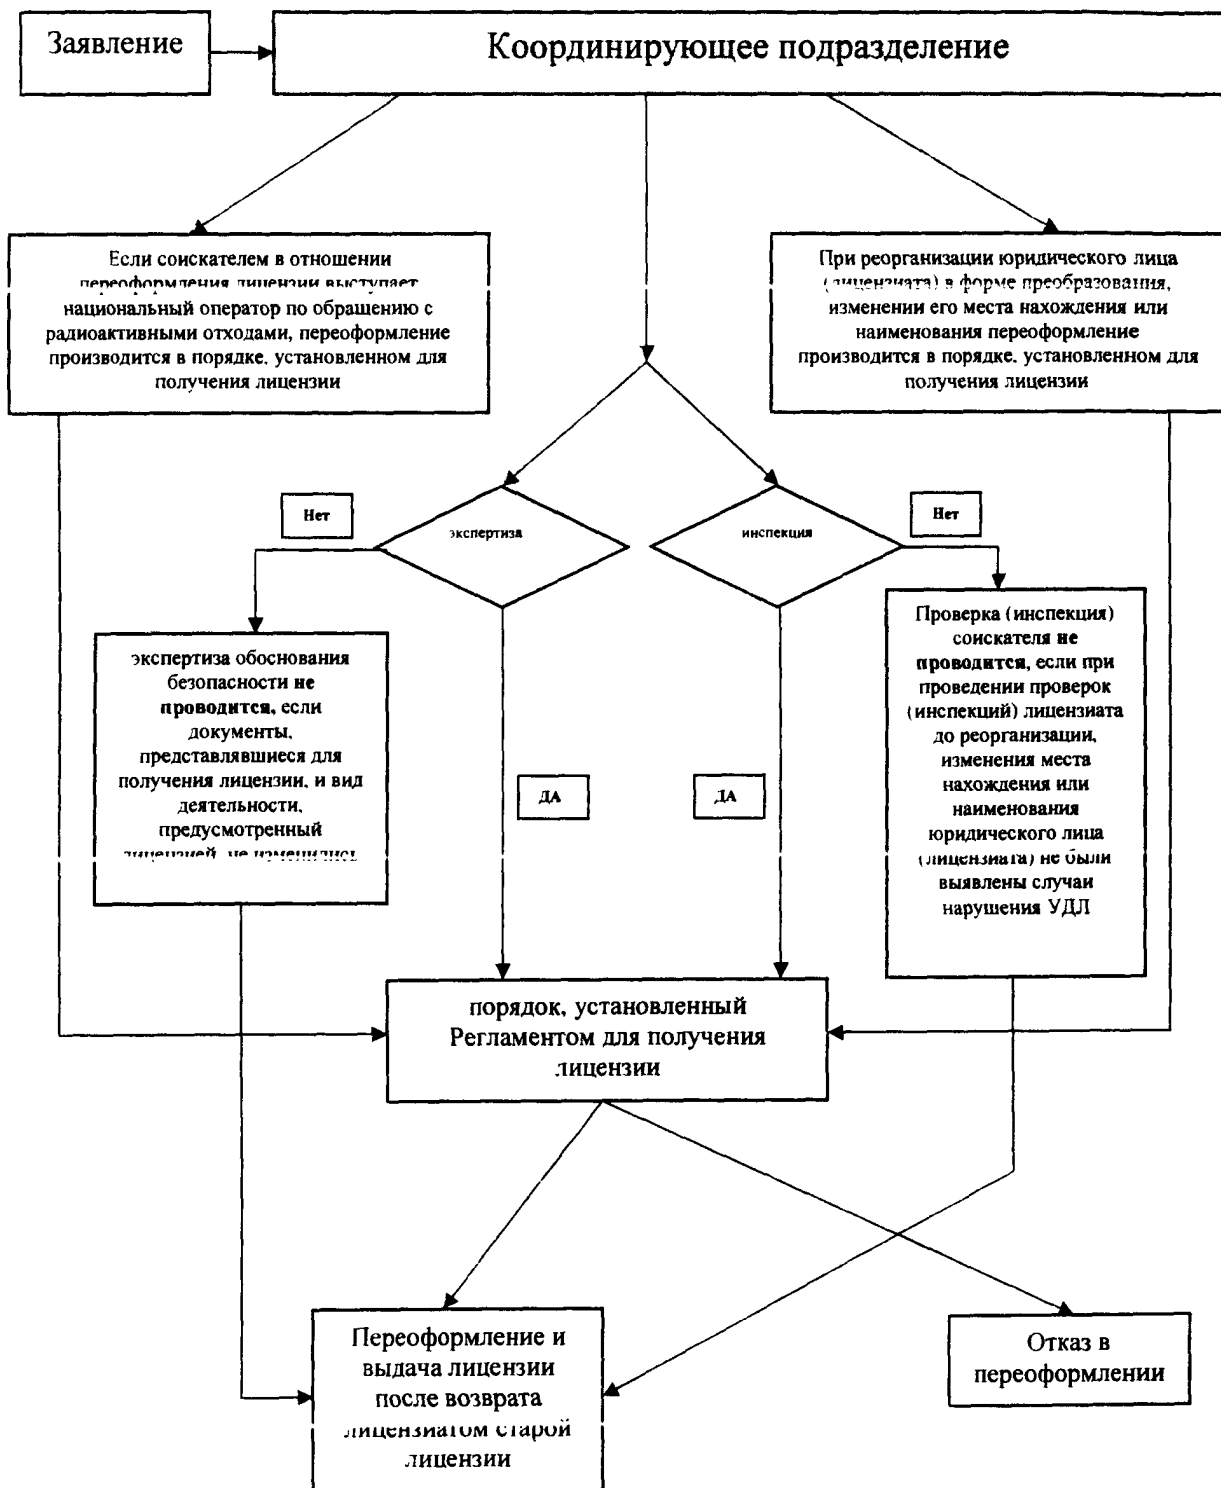 Заявление
Координирующее подразделение
Если соискателем в отношении
переоформления лицензии выступает
национальный оператор по обращению с
радиоактивными отходами, переоформление
производится в порядке, установленном для
получения лицензии
При реорганизации юридического лица
(лицензиата) в форме преобразования,
изменении его места нахождения или
наименования переоформление
производится в порядке, установленном для
получения лицензии
Нет
экспертиза
инспекция
Нет
экспертиза обоснования
безопасности не
проводится, если
документы,
представлявшиеся для
получения лицензии, и вид
деятельности,
предусмотренный
лицензией, не изменились
Проверка (инспекция)
соискателя не
проводится, если при
проведении проверок
(инспекций) лицензиата
до реорганизации,
изменения места
нахождения или
наименования
юридического лица
(лицензиата) не были
выявлены случаи
нарушения УДЛ
ДА
ДА
порядок, установленный
Регламентом для получения
лицензии
Переоформление и
выдача лицензии
после возврата
лицензиатом старой
лицензии
Отказ в
переоформлении